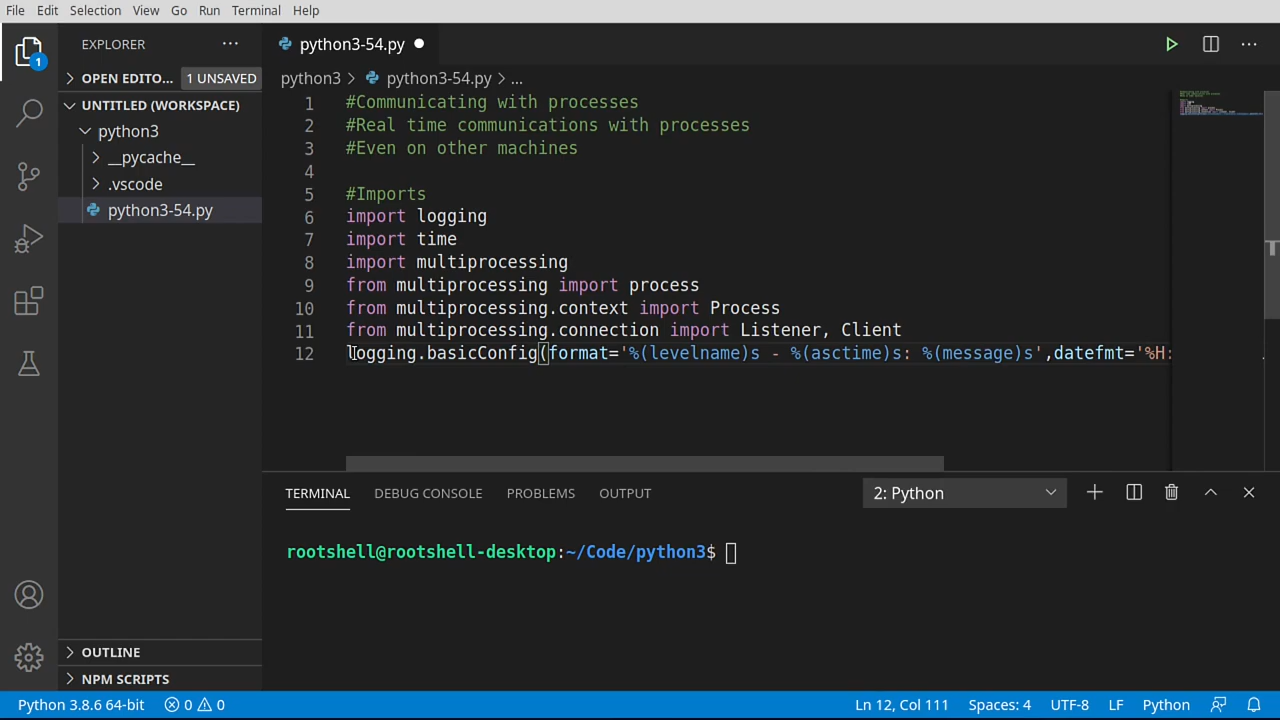 File Edit Selection View Go Run Terminal Help
EXPLORER ...
python3-54.py
OPEN EDITO... 1 UNSAVED
UNTITLED (WORKSPACE)
python3
__pycache__
.vscode
python3-54.py
OUTLINE
NPM SCRIPTS
1
python3 > python3-54.py > ...
1 #Communicating with processes
2 #Real time communications with processes
3 #Even on other machines
4
5 #Imports
6 import logging
7 import time
8 import multiprocessing
9 from multiprocessing import process
10 from multiprocessing.context import Process
11 from multiprocessing.connection import Listener, Client
12 logging.basicConfig(format='%(levelname)s - %(asctime)s: %(message)s',datefmt='%H:
TERMINAL DEBUG CONSOLE PROBLEMS OUTPUT 2: Python
rootshell@rootshell-desktop:~/Code/python3$
Python 3.8.6 64-bit 0 0 Ln 12, Col 111 Spaces: 4 UTF-8 LF Python